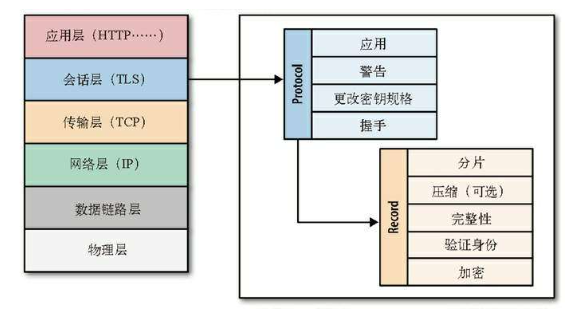 应用层（HTTP……）
会话层（TLS）
传输层（TCP）
网络层（IP）
数据链路层
物理层
Protocol
应用
警告
更改密钥规格
握手
Record
分片
压缩（可选）
完整性
验证身份
加密